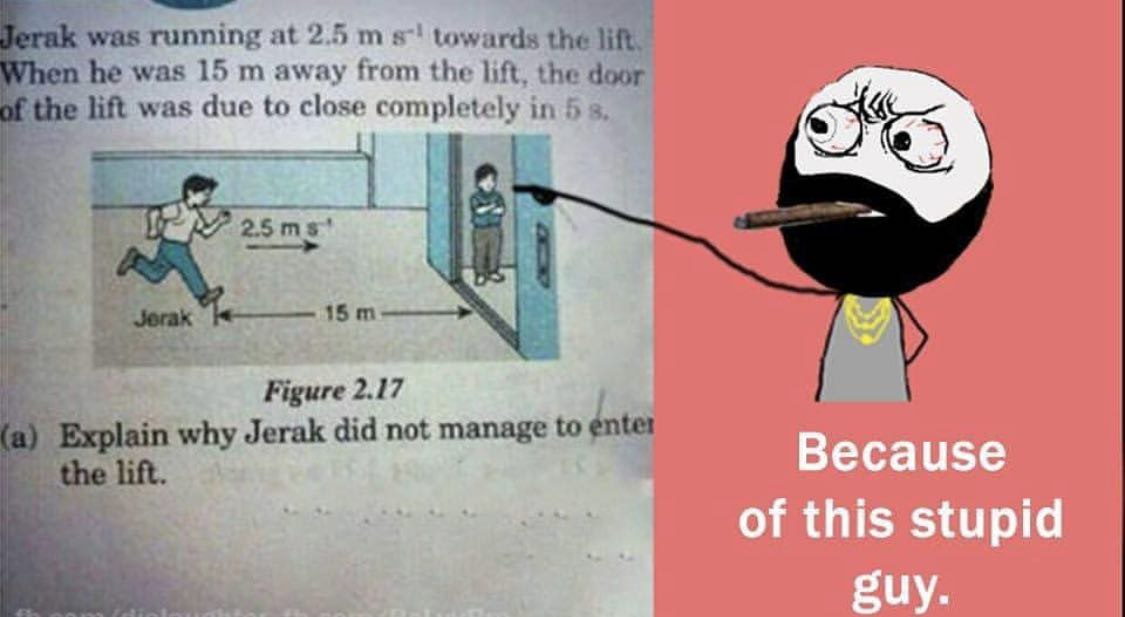 Jerak was running at 2.5 m s⁻¹ towards the lift.
When he was 15 m away from the lift, the door
of the lift was due to close completely in 5 s.
2.5 m s⁻¹
Jerak
15 m
Figure 2.17
(a) Explain why Jerak did not manage to enter
the lift.
Because
of this stupid
guy.